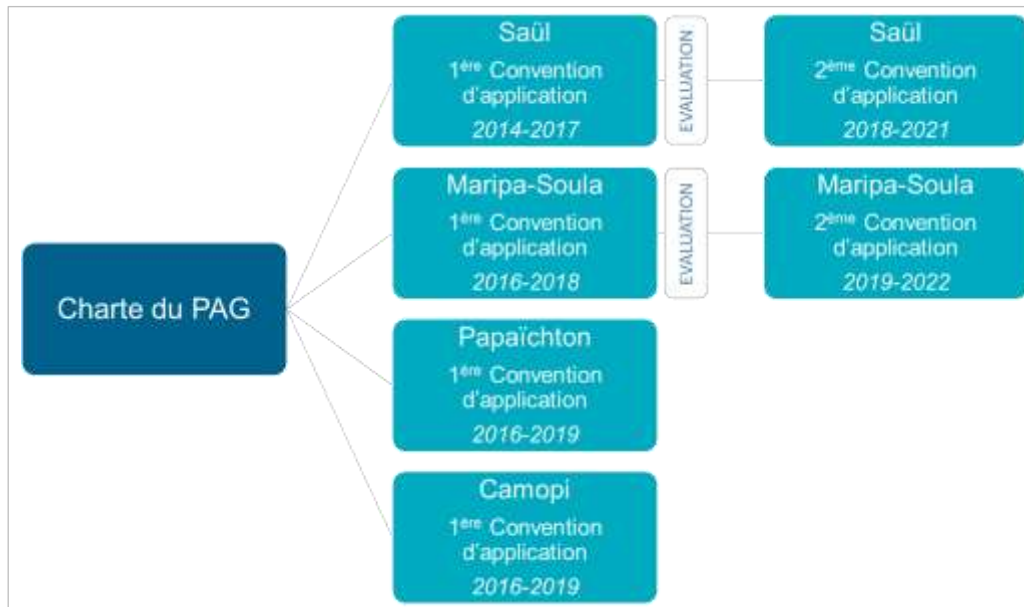 Charte du PAG
Saül
1ère Convention
d'application
2014-2017
EVALUATION
Saül
2ème Convention
d'application
2018-2021
Maripa-Soula
1ère Convention
d'application
2016-2018
EVALUATION
Maripa-Soula
2ème Convention
d'application
2019-2022
Papaïchton
1ère Convention
d'application
2016-2019
Camopi
1ère Convention
d'application
2016-2019